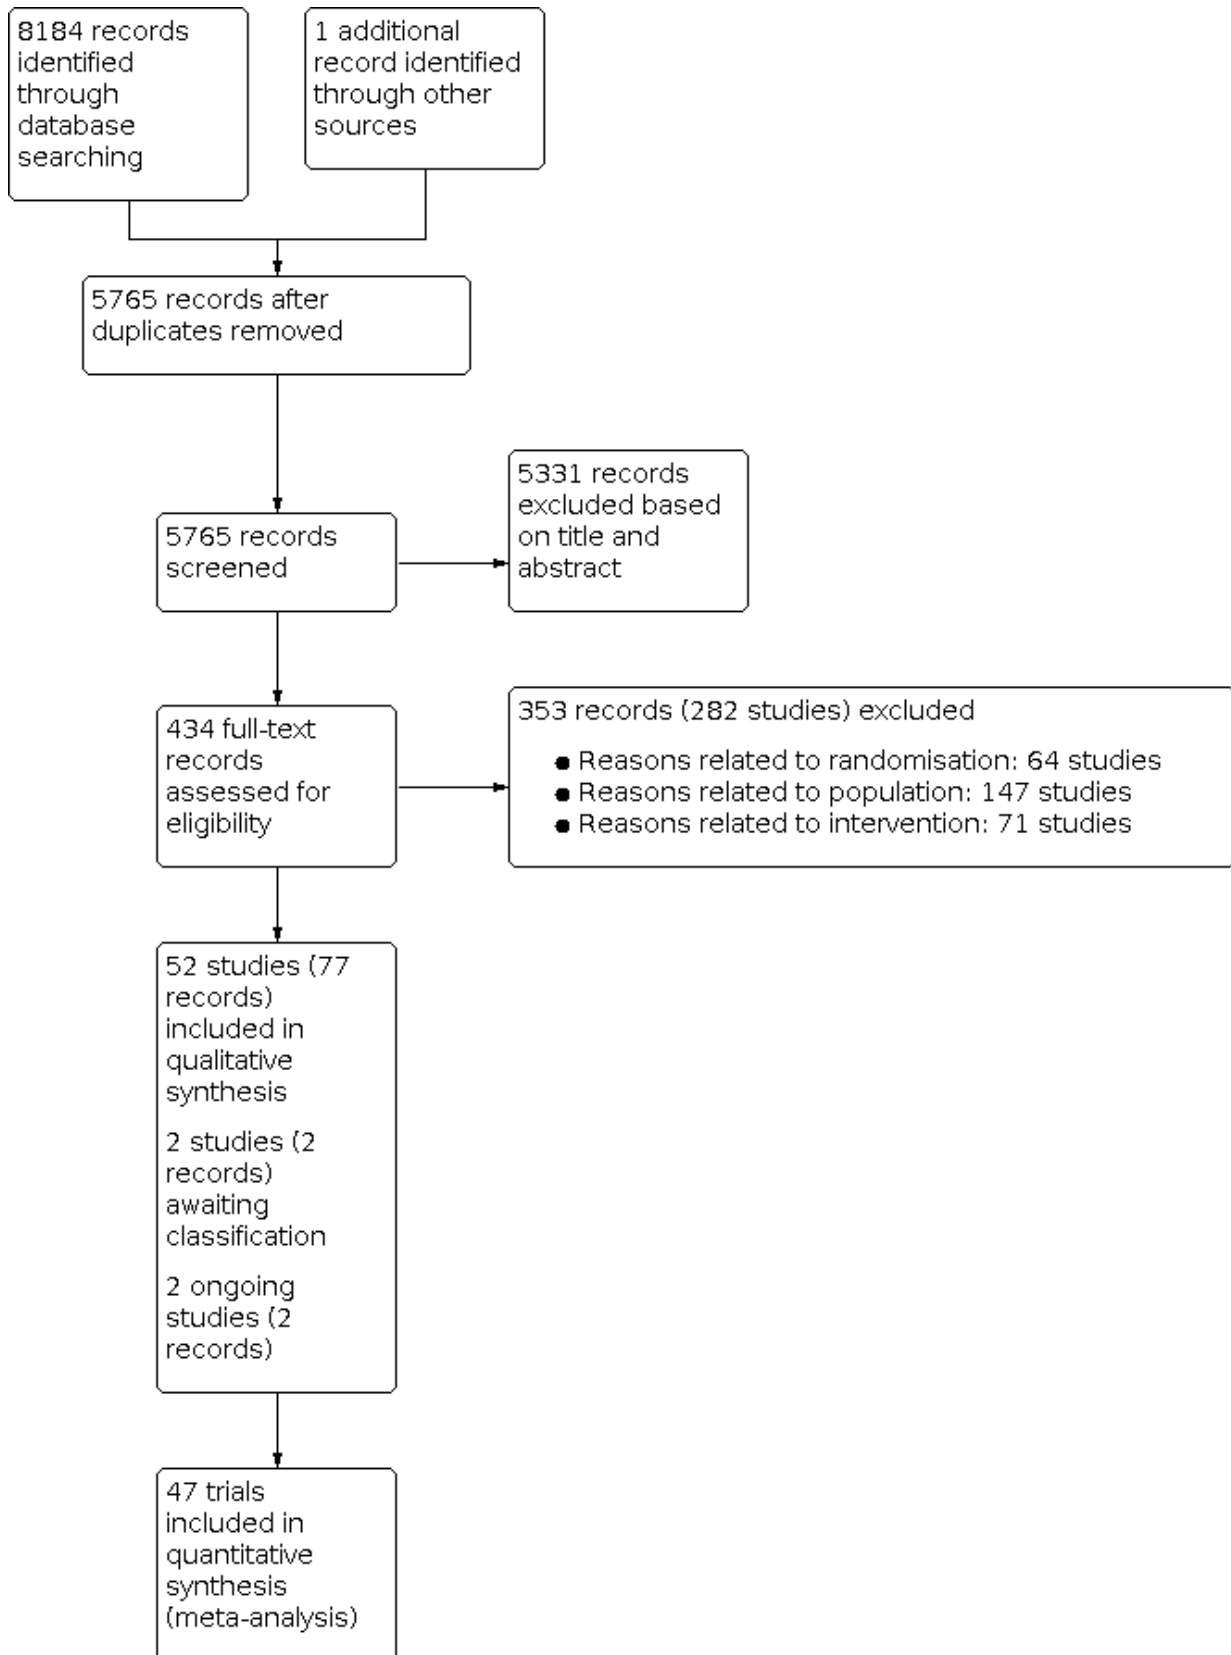 8184 records
identified
through
database
searching
1 additional
record identified
through other
sources
5765 records after
duplicates removed
5331 records
excluded based
on title and
abstract
5765 records
screened
434 full-text
records
assessed for
eligibility
353 records (282 studies) excluded
● Reasons related to randomisation: 64 studies
● Reasons related to population: 147 studies
● Reasons related to intervention: 71 studies
52 studies (77
records)
included in
qualitative
synthesis
2 studies (2
records)
awaiting
classification
2 ongoing
studies (2
records)
47 trials
included in
quantitative
synthesis
(meta-analysis)